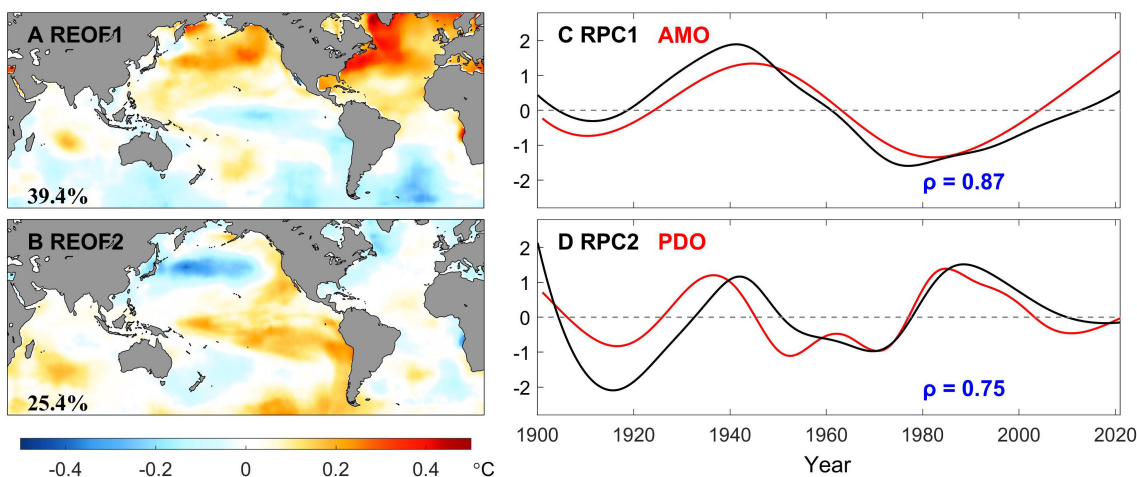 A REOF1
39.4%
B REOF2
25.4%
-0.4 -0.2 0 0.2 0.4 °C
C RPC1 AMO
2
1
0
-1
-2
ρ = 0.87
D RPC2 PDO
2
1
0
-1
-2
ρ = 0.75
1900 1920 1940 1960 1980 2000 2020
Year